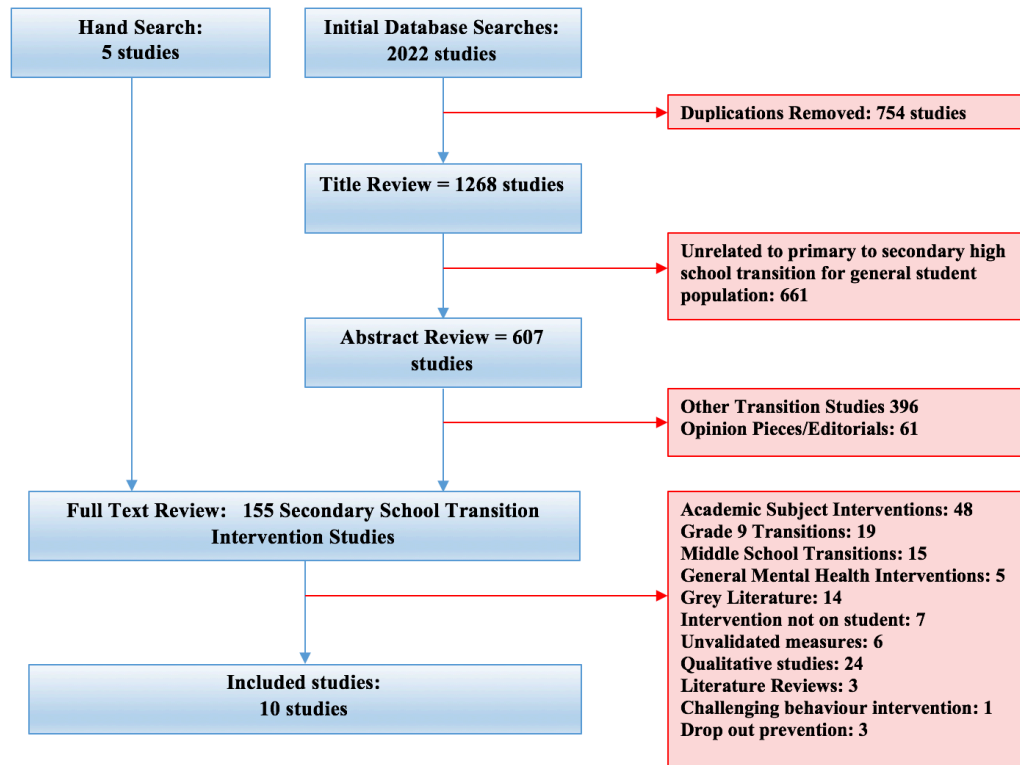 Hand Search:
5 studies
Initial Database Searches:
2022 studies
Duplications Removed: 754 studies
Title Review = 1268 studies
Unrelated to primary to secondary high
school transition for general student
population: 661
Abstract Review = 607
studies
Other Transition Studies 396
Opinion Pieces/Editorials: 61
Full Text Review: 155 Secondary School Transition
Intervention Studies
Academic Subject Interventions: 48
Grade 9 Transitions: 19
Middle School Transitions: 15
General Mental Health Interventions: 5
Grey Literature: 14
Intervention not on student: 7
Unvalidated measures: 6
Qualitative studies: 24
Literature Reviews: 3
Challenging behaviour intervention: 1
Drop out prevention: 3
Included studies:
10 studies